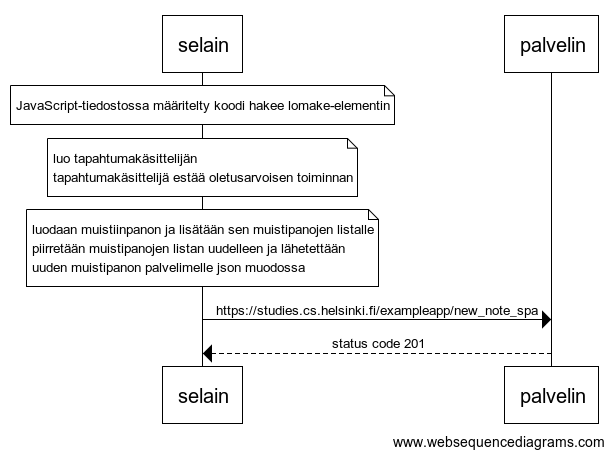 selain
palvelin
JavaScript-tiedostossa määritelty koodi hakee lomake-elementin
luo tapahtumakäsittelijän
tapahtumakäsittelijä estää oletusarvoisen toiminnan
luodaan muistiinpanon ja lisätään sen muistipanojen listalle
piirretään muistipanojen listan uudelleen ja lähetettään
uuden muistipanon palvelimelle json muodossa
https://studies.cs.helsinki.fi/exampleapp/new_note_spa
status code 201
selain
palvelin
www.websequencediagrams.com